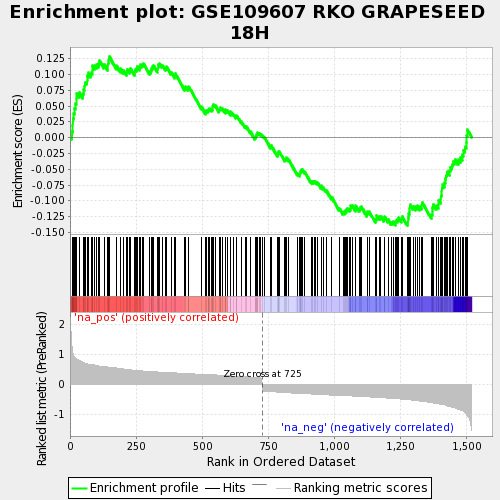 Enrichment plot: GSE109607 RKO GRAPESEED
18H
Enrichment score (ES)
0.125
0.100
0.075
0.050
0.025
0.000
-0.025
-0.050
-0.075
-0.100
-0.125
-0.150
'na_pos' (positively correlated)
Ranked list metric (PreRanked)
2
1
0
-1
Zero cross at 725
'na_neg' (negatively correlated)
0
250
500
750
1,000
1,250
1,500
Rank in Ordered Dataset
Enrichment profile
Hits
Ranking metric scores